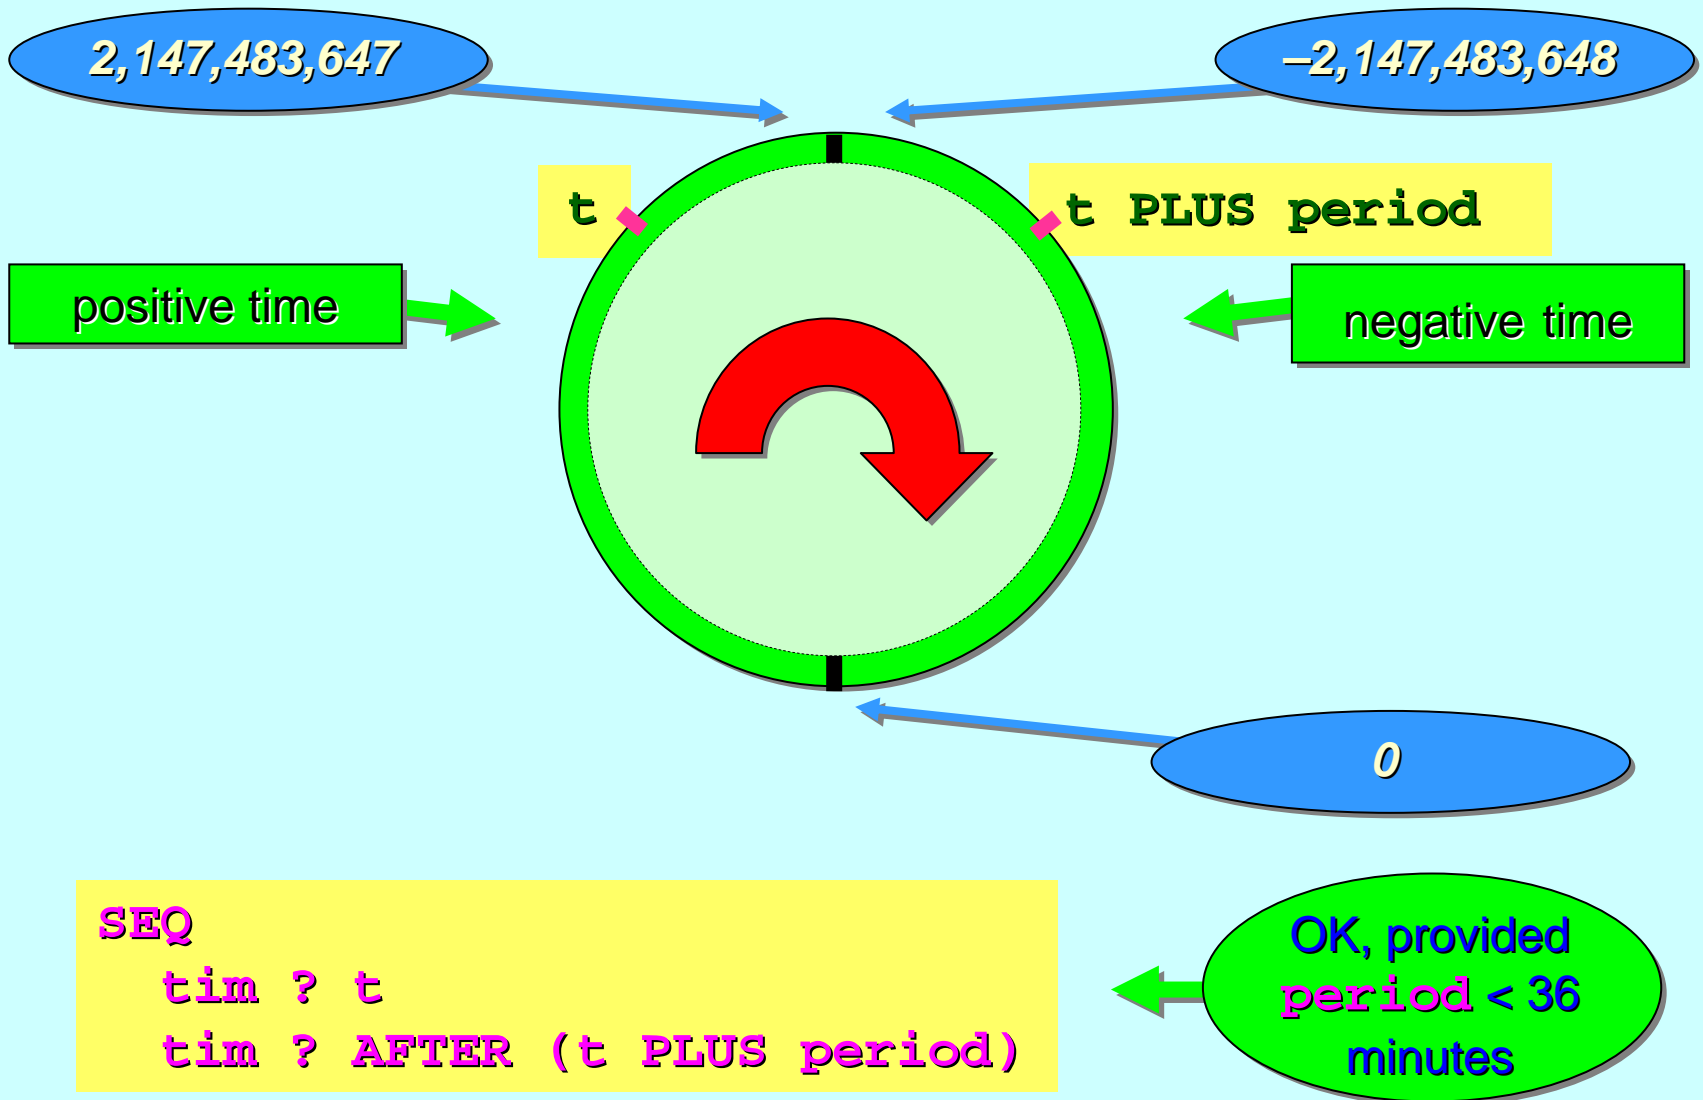 2,147,483,647
–2,147,483,648
t
t PLUS period
positive time
negative time
0
SEQ
  tim ? t
  tim ? AFTER (t PLUS period)
OK, provided
period < 36
minutes